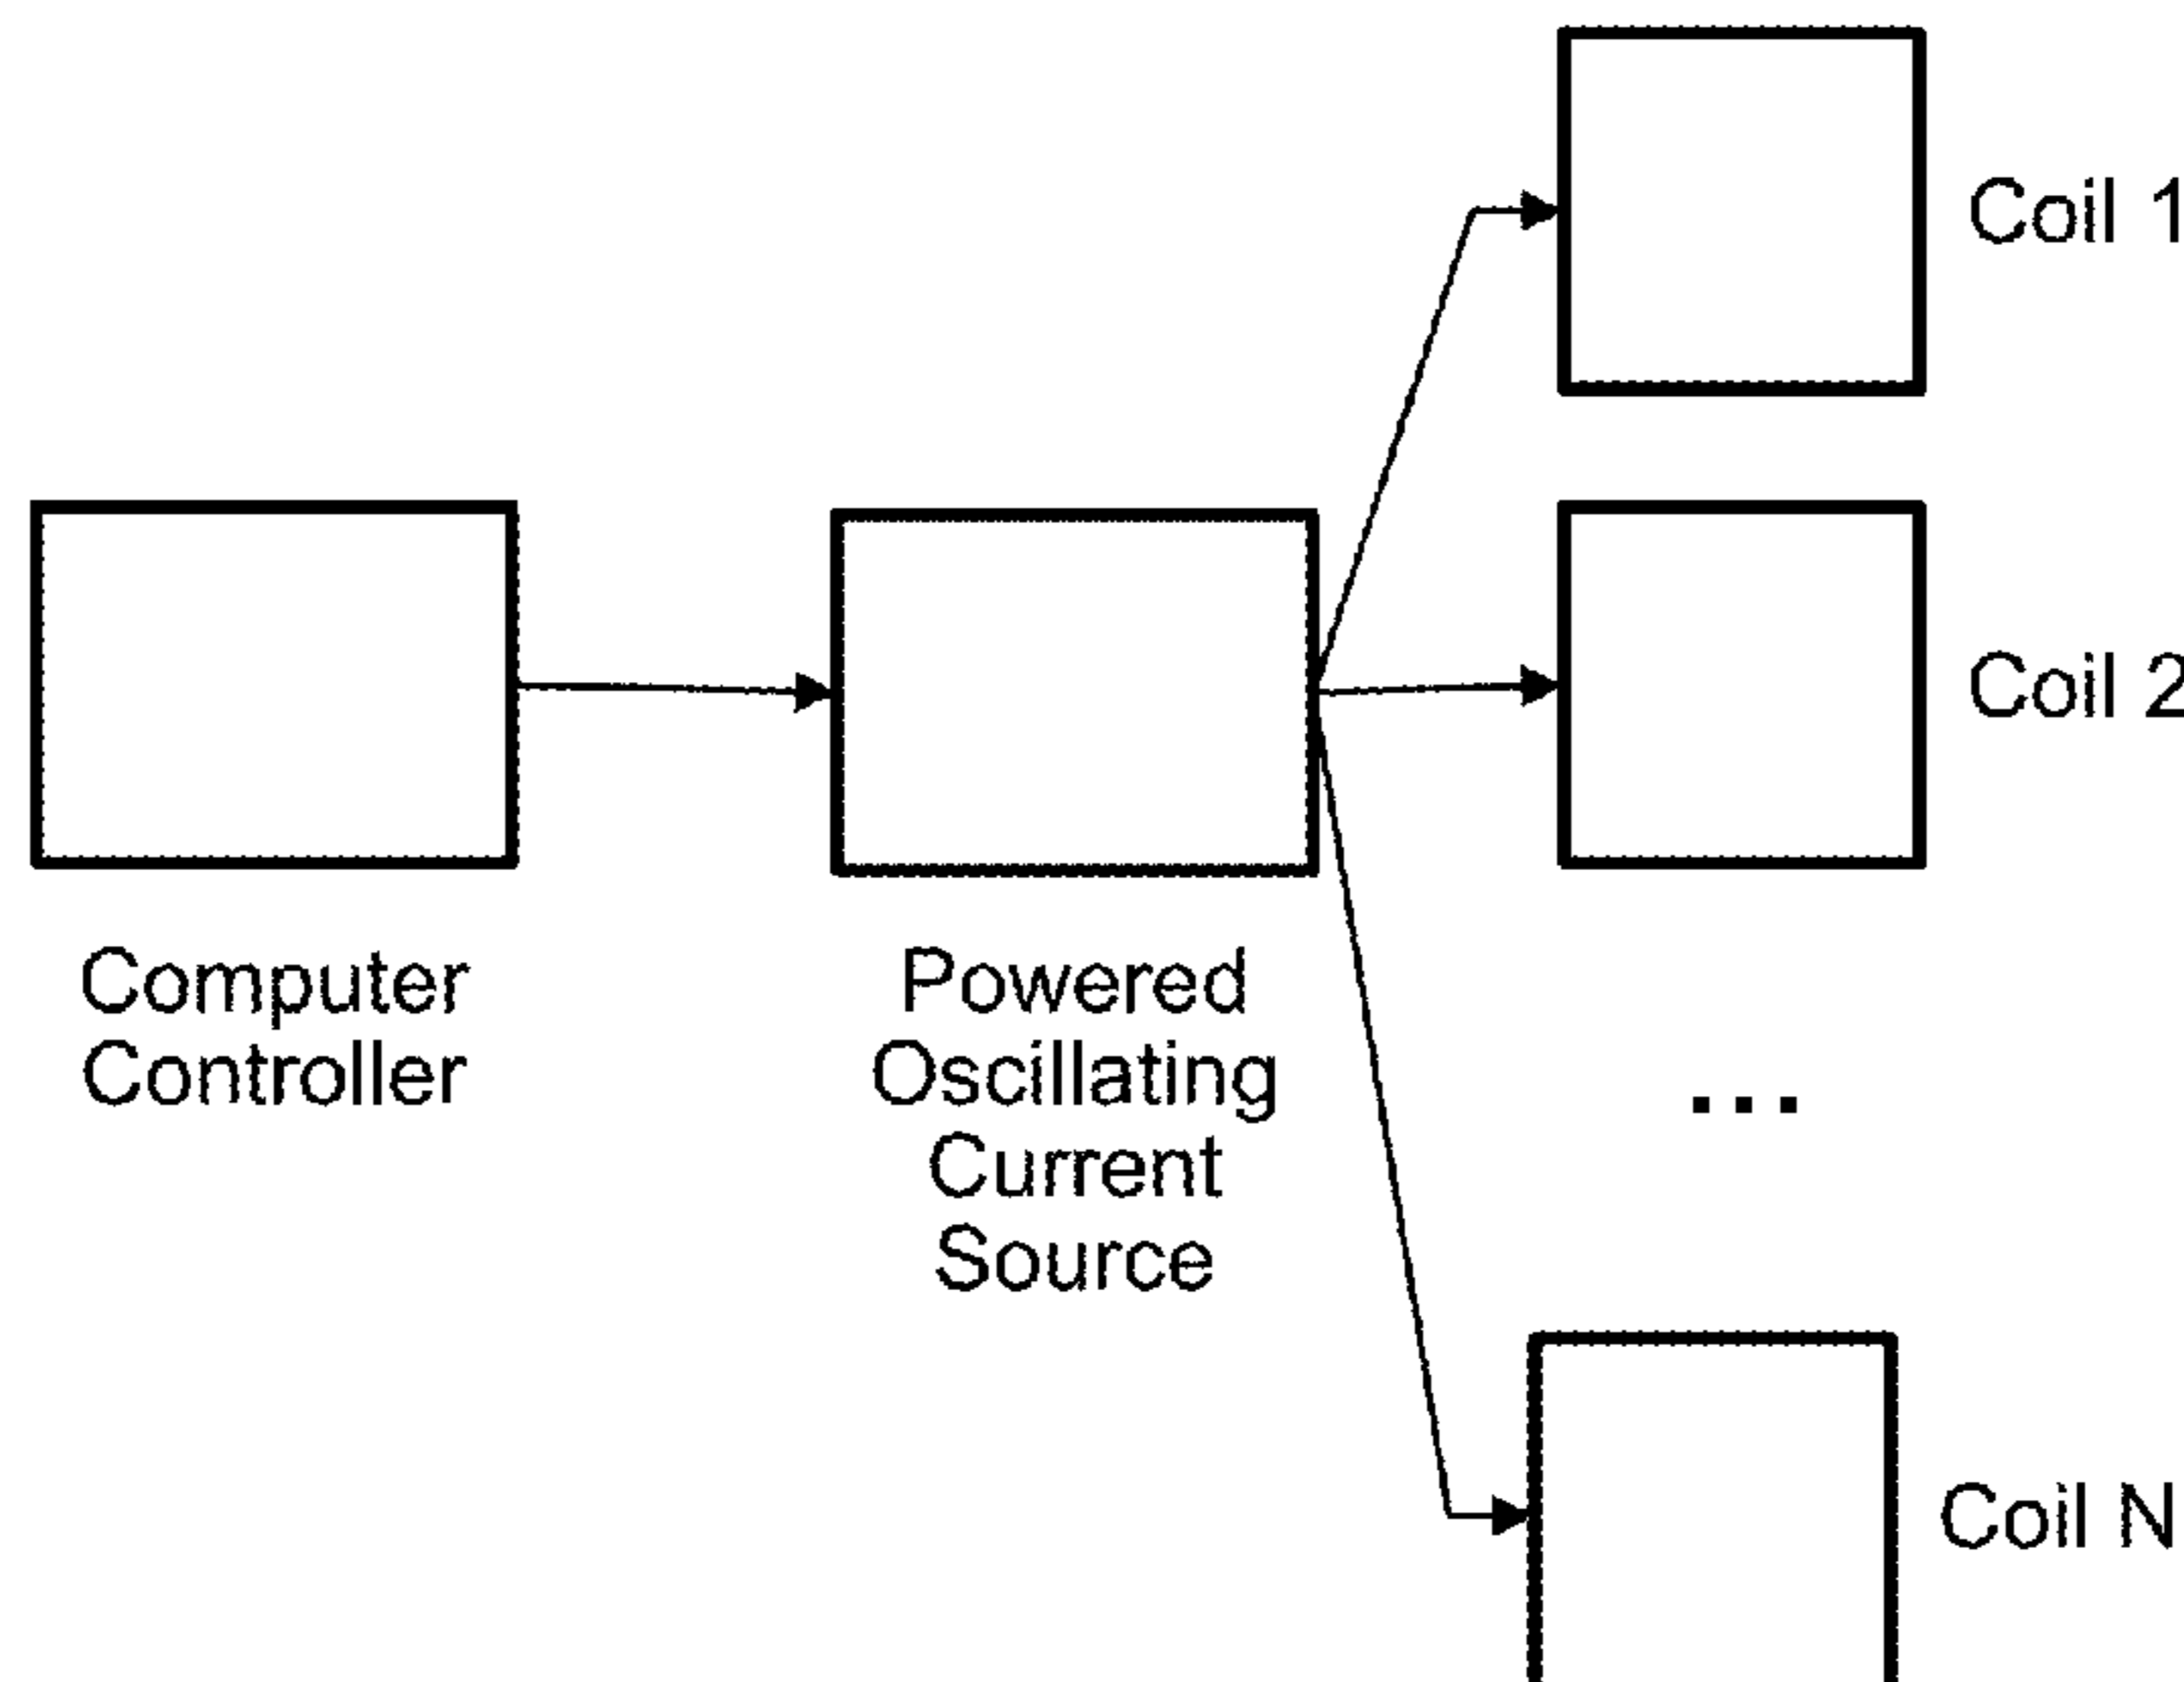 Coil 1
Coil 2
Computer
Controller
Powered
Oscillating
Current
Source
...
Coil N